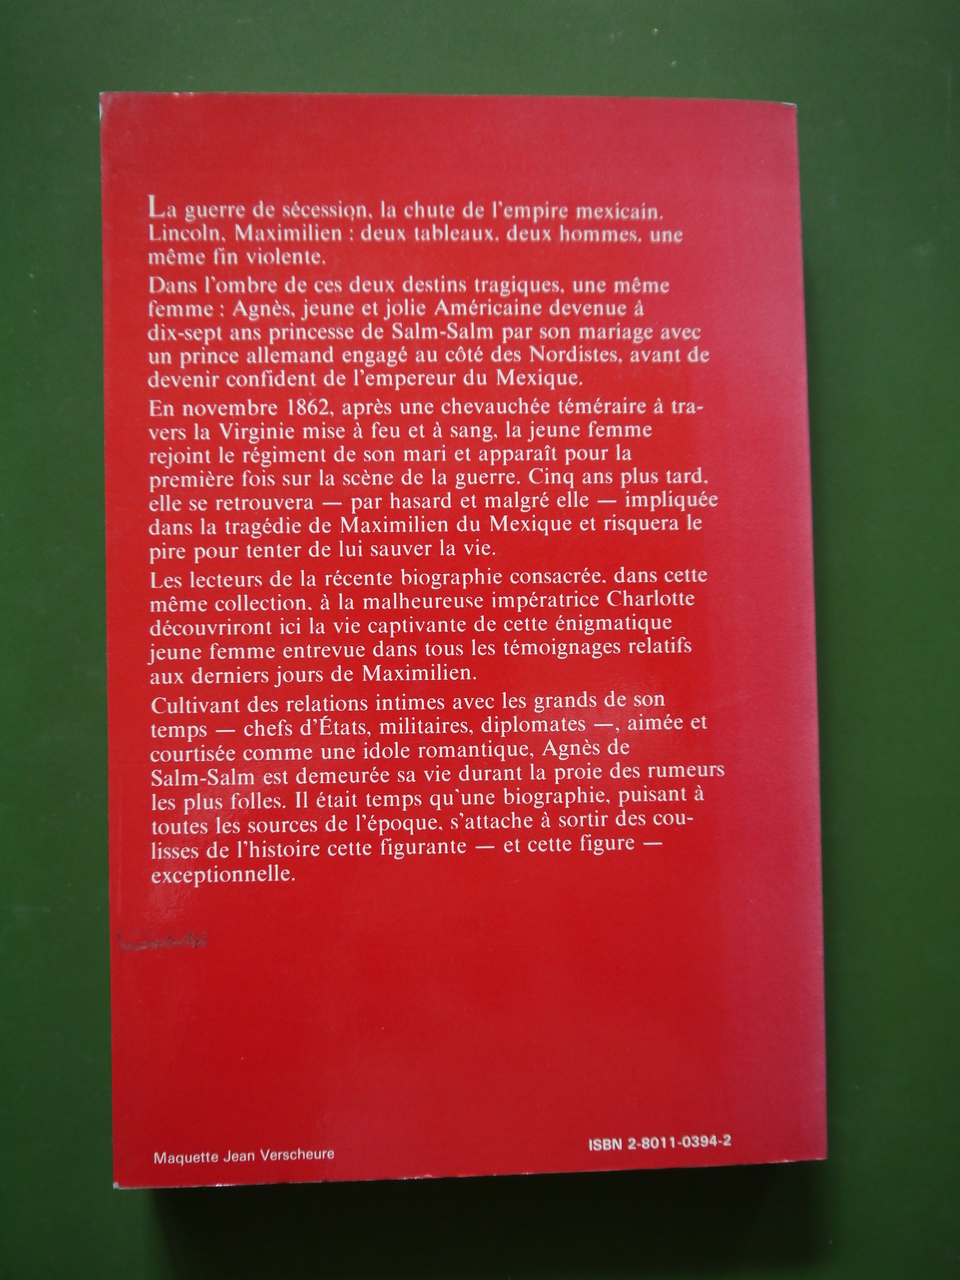 La guerre de sécession, la chute de l'empire mexicain.
Lincoln, Maximilien : deux tableaux, deux hommes, une
même fin violente.
Dans l'ombre de ces deux destins tragiques, une même
femme : Agnès, jeune et jolie Américaine devenue à
dix-sept ans princesse de Salm-Salm par son mariage avec
un prince allemand engagé au côté des Nordistes, avant de
devenir confident de l'empereur du Mexique.
En novembre 1862, après une chevauchée téméraire à tra-
vers la Virginie mise à feu et à sang, la jeune femme
rejoint le régiment de son mari et apparaît pour la
première fois sur la scène de la guerre. Cinq ans plus tard,
elle se retrouvera — par hasard et malgré elle — impliquée
dans la tragédie de Maximilien du Mexique et risquera le
pire pour tenter de lui sauver la vie.
Les lecteurs de la récente biographie consacrée, dans cette
même collection, à la malheureuse impératrice Charlotte
découvriront ici la vie captivante de cette énigmatique
jeune femme entrevue dans tous les témoignages relatifs
aux derniers jours de Maximilien.
Cultivant des relations intimes avec les grands de son
temps — chefs d'États, militaires, diplomates —, aimée et
courtisée comme une idole romantique, Agnès de
Salm-Salm est demeurée sa vie durant la proie des rumeurs
les plus folles. Il était temps qu'une biographie, puisant à
toutes les sources de l'époque, s'attache à sortir des cou-
lisses de l'histoire cette figurante — et cette figure —
exceptionnelle.
Maquette Jean Verscheure
ISBN 2-8011-0394-2